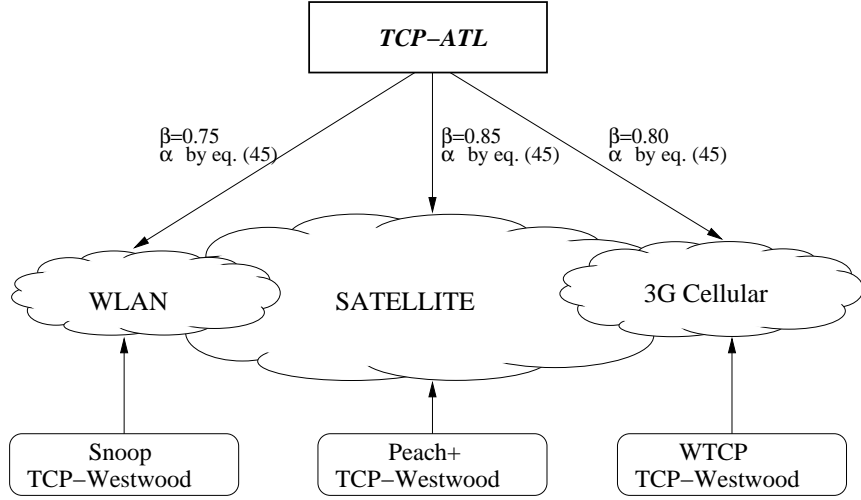 TCP−ATL
β=0.75
α by eq. (45)
β=0.85
α by eq. (45)
β=0.80
α by eq. (45)
WLAN
SATELLITE
3G Cellular
Snoop
TCP−Westwood
Peach+
TCP−Westwood
WTCP
TCP−Westwood